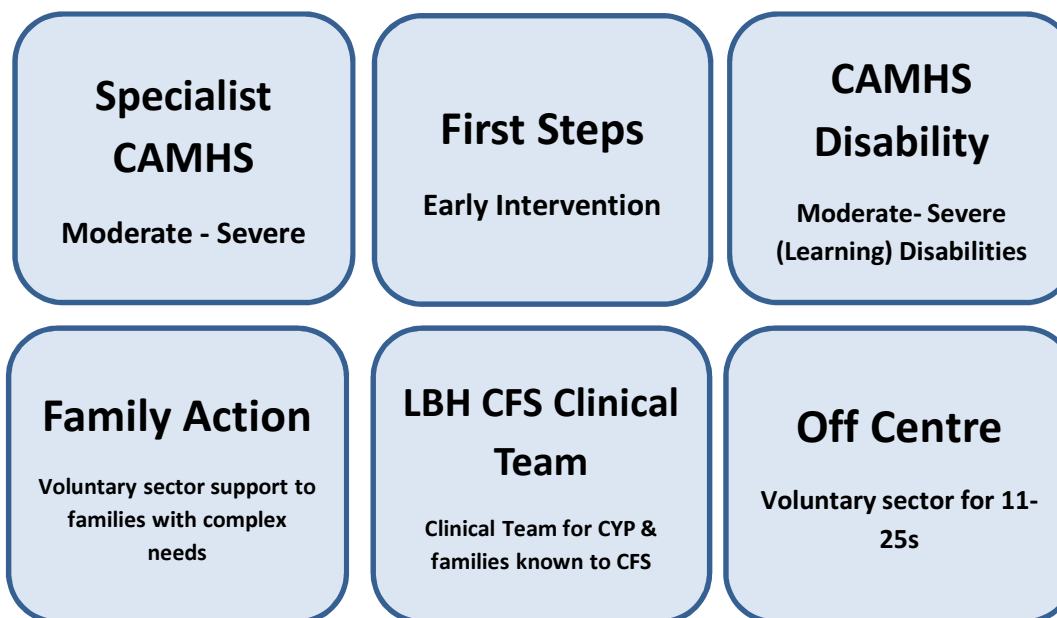 Specialist
CAMHS
Moderate - Severe
First Steps
Early Intervention
CAMHS
Disability
Moderate- Severe
(Learning) Disabilities
Family Action
Voluntary sector support to
families with complex
needs
LBH CFS Clinical
Team
Clinical Team for CYP &
families known to CFS
Off Centre
Voluntary sector for 11-
25s